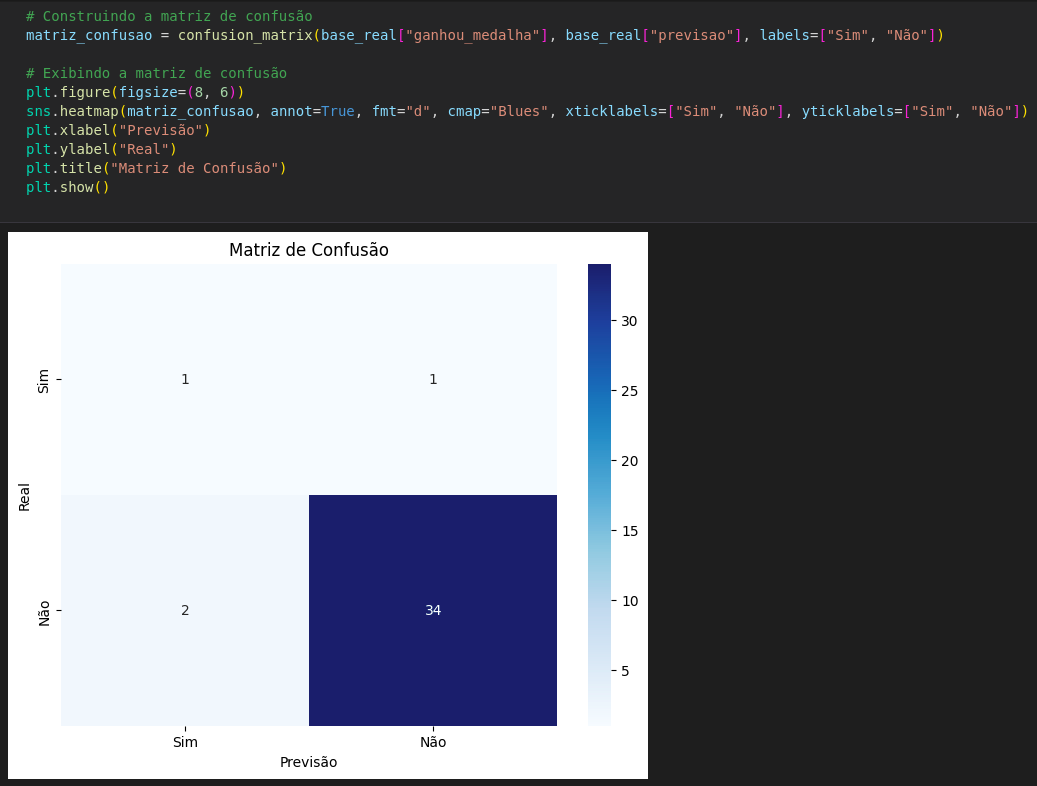 # Construindo a matriz de confusão
matriz_confusao = confusion_matrix(base_real["ganhou_medalha"], base_real["previsao"], labels=["Sim", "Não"])
# Exibindo a matriz de confusão
plt.figure(figsize=(8, 6))
sns.heatmap(matriz_confusao, annot=True, fmt="d", cmap="Blues", xticklabels=["Sim", "Não"], yticklabels=["Sim", "Não"])
plt.xlabel("Previsão")
plt.ylabel("Real")
plt.title("Matriz de Confusão")
plt.show()
Matriz de Confusão
Real
Sim
1
1
Não
2
34
Sim
Não
Previsão
30
25
20
15
10
5